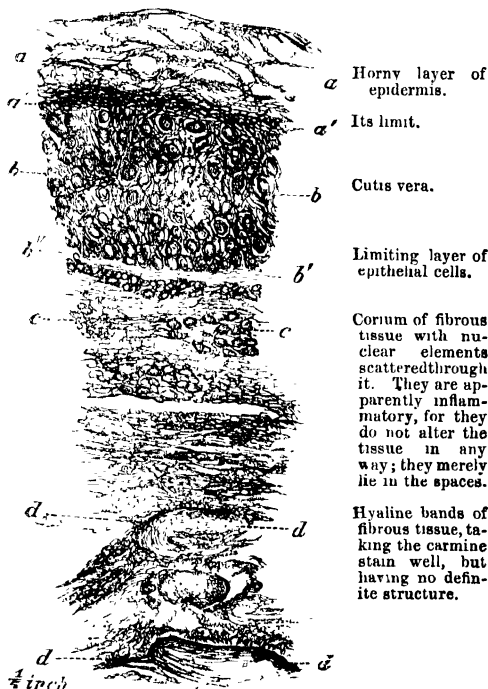 a
a
Horny layer of
epidermis.
a
a'
Its limit.
b
b
Cutis vera.
b"
b'
Limiting layer of
epithelial cells.
c
c
Corium of fibrous
tissue with nu-
clear elements
scatteredthrough
it. They are ap-
parently inflam-
matory, for they
do not alter the
tissue in any
way; they merely
lie in the spaces.
d
d
Hyaline bands of
fibrous tissue, ta-
king the carmine
stain well, but
having no defin-
ite structure.
d
d
inch